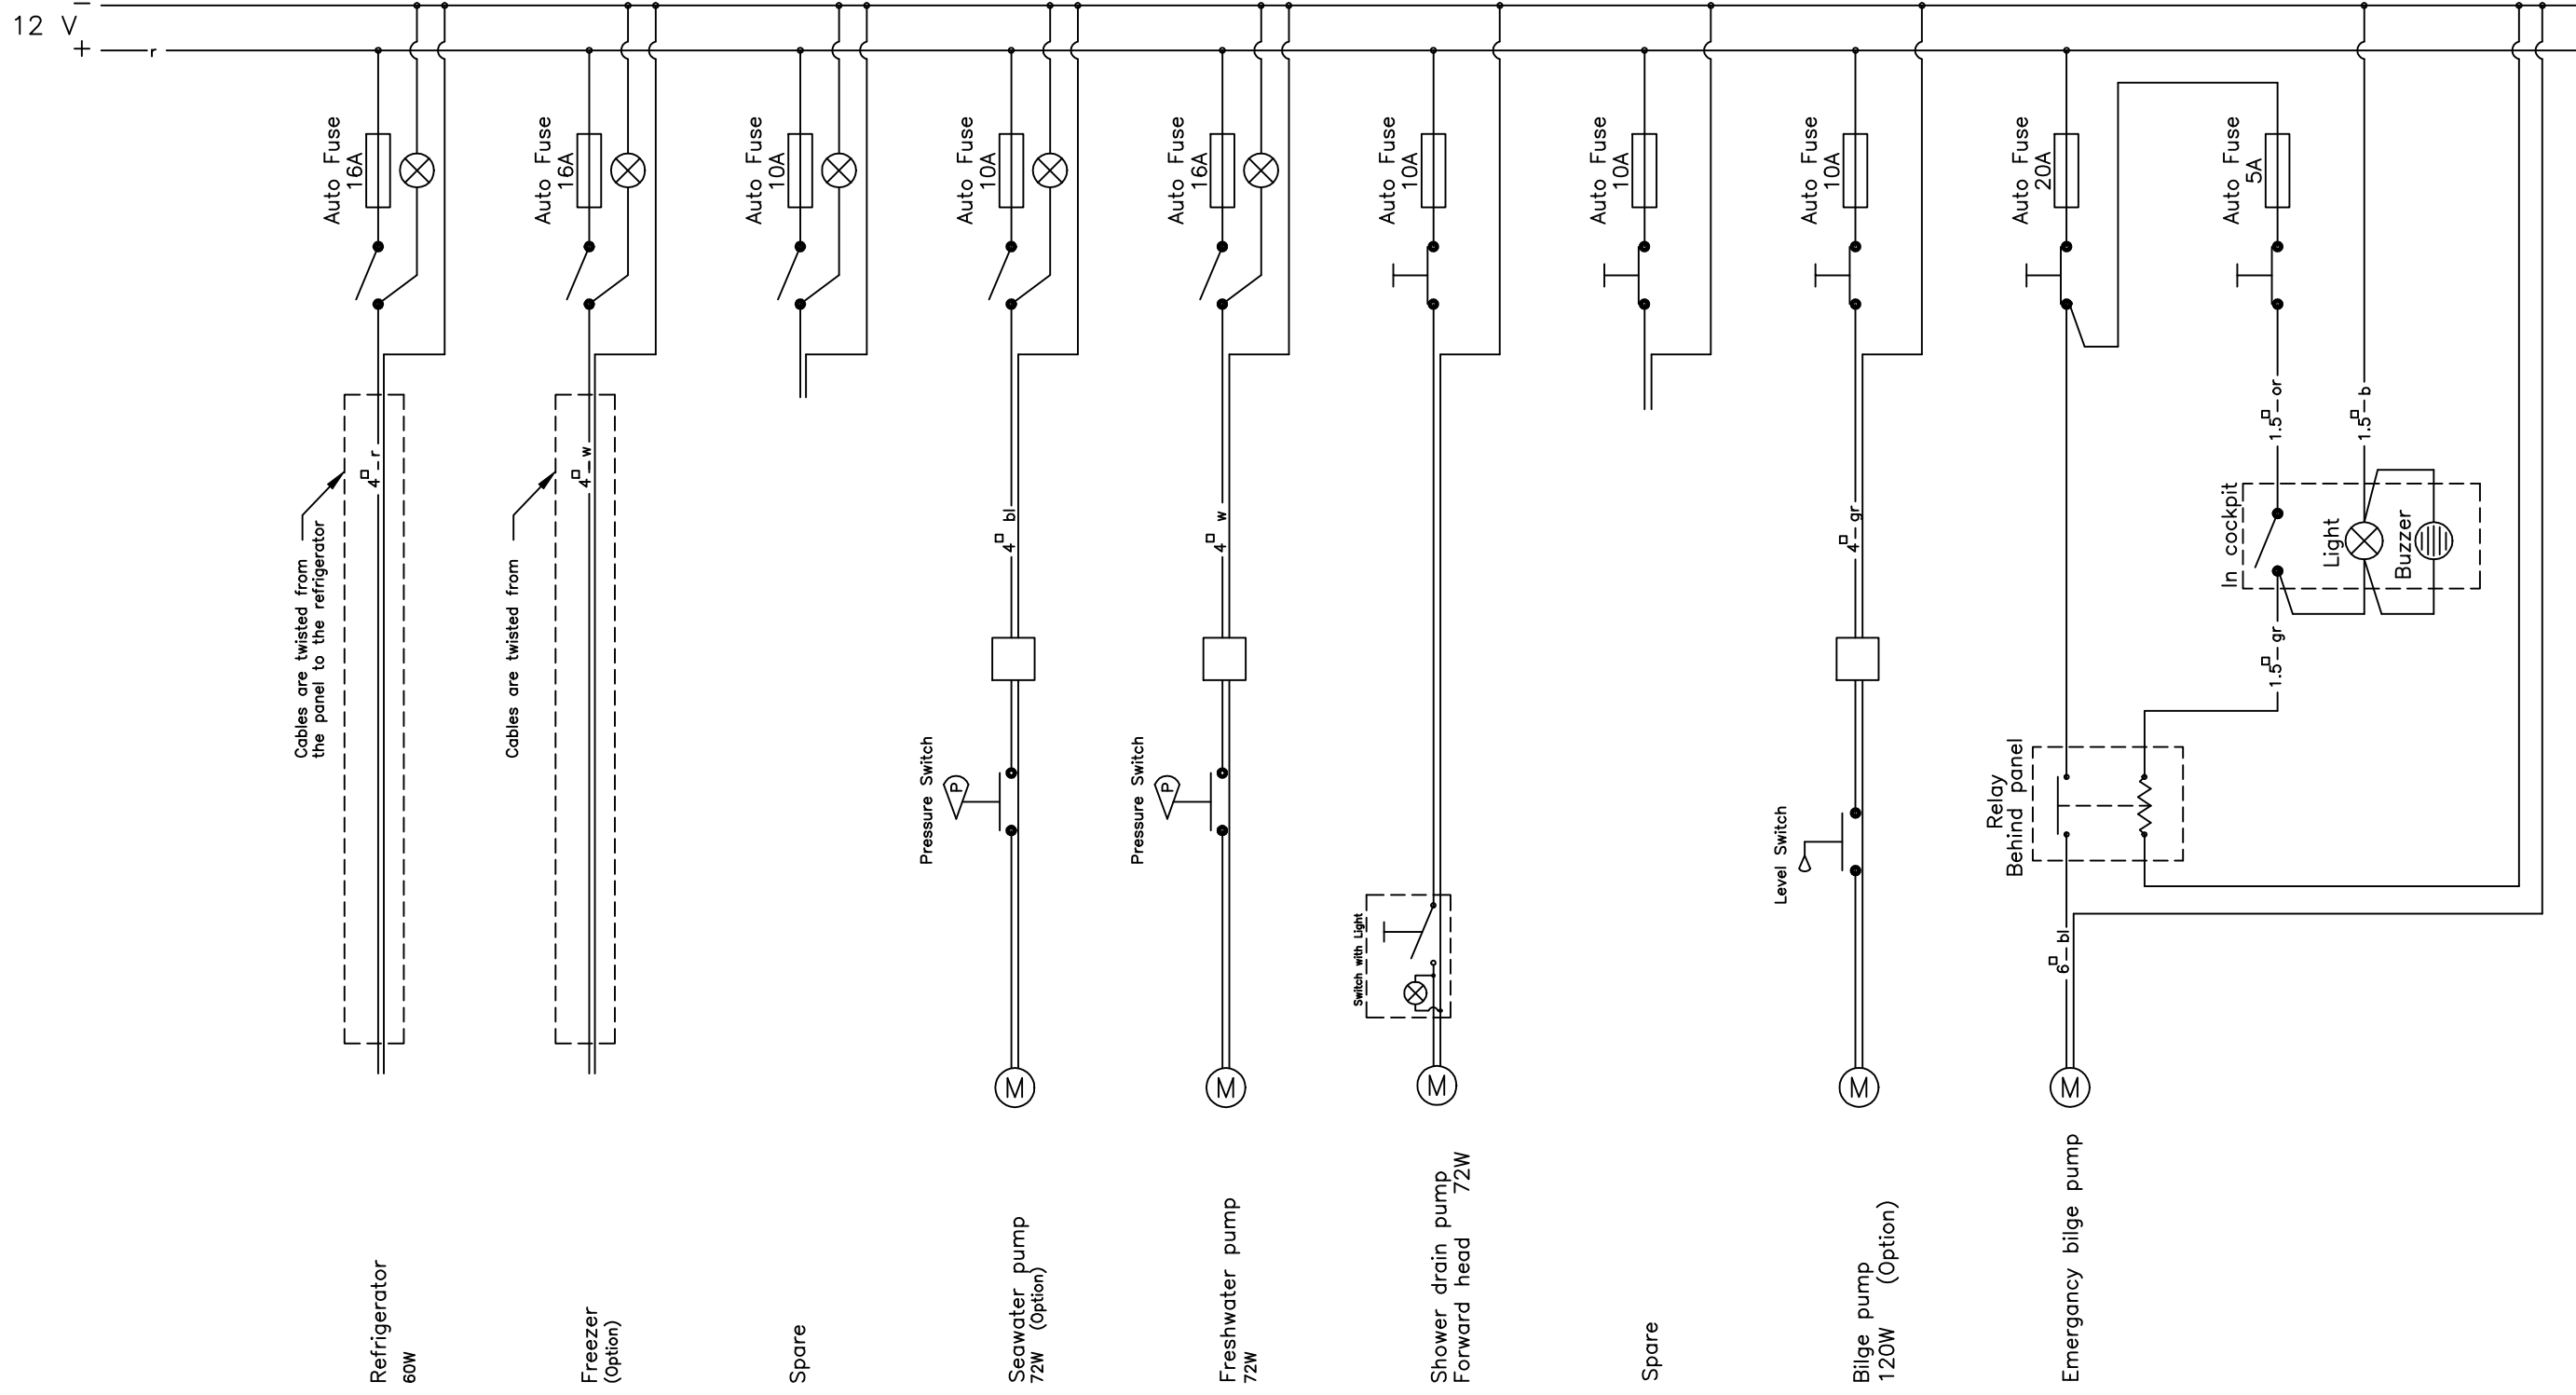 12 V
−
+
r
Auto Fuse
16A
Auto Fuse
16A
Auto Fuse
10A
Auto Fuse
10A
Auto Fuse
16A
Auto Fuse
10A
Auto Fuse
10A
Auto Fuse
10A
Auto Fuse
20A
Auto Fuse
5A
4□ r
Cables are twisted from
the panel to the refrigerator
4□ w
Cables are twisted from
4□ bl
4□ w
4□ gr
1.5□ or
1.5□ b
In cockpit
Light
Buzzer
1.5□ gr
Pressure Switch
P
Pressure Switch
P
Switch with Light
Level Switch
Relay
Behind panel
6□ bl
M
M
M
M
M
Refrigerator
60W
Freezer
(Option)
Spare
Seawater pump
72W (Option)
Freshwater pump
72W
Shower drain pump
Forward head 72W
Spare
Bilge pump
120W (Option)
Emergancy bilge pump